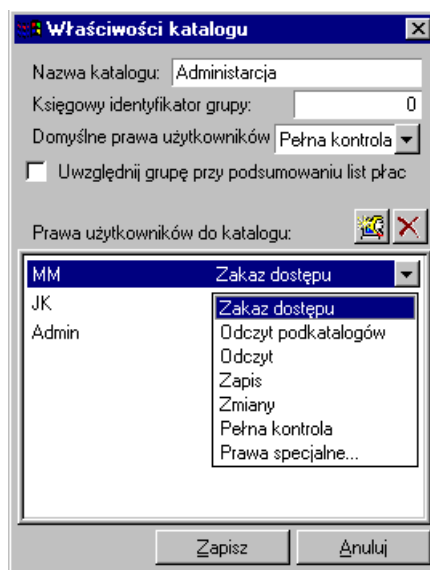 Właściwości katalogu
Nazwa katalogu: Administarcja
Księgowy identyfikator grupy: 0
Domyślne prawa użytkowników Pełna kontrola
Uwzględnij grupę przy podsumowaniu list płac
Prawa użytkowników do katalogu:
MM Zakaz dostępu
JK Zakaz dostępu
Admin Odczyt podkatalogów
Odczyt
Zapis
Zmiany
Pełna kontrola
Prawa specjalne...
Zapisz Anuluj